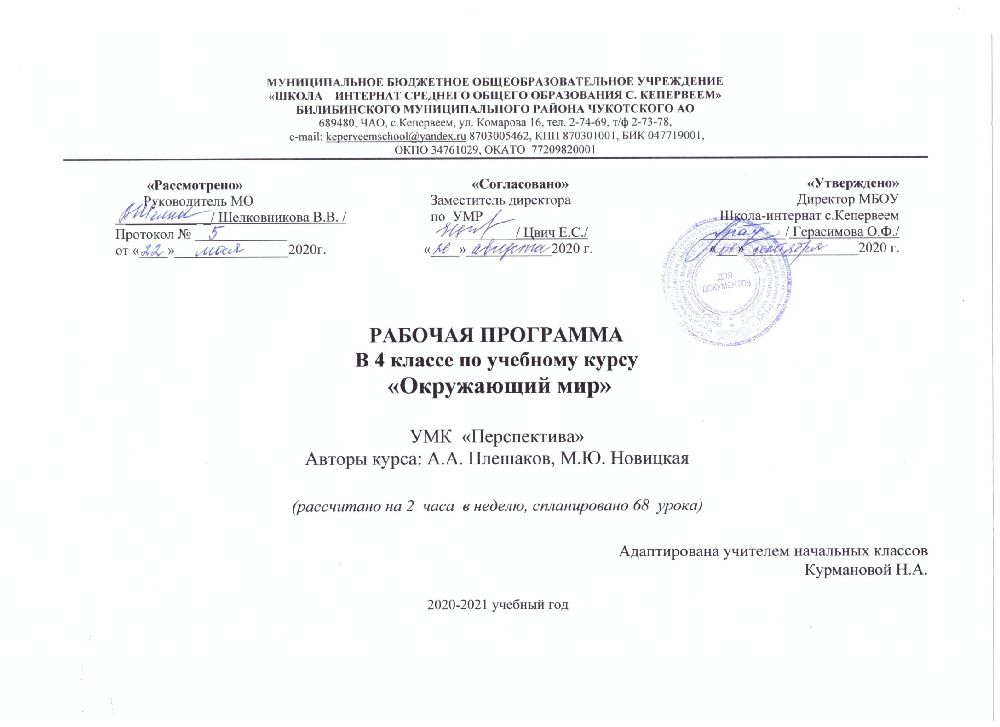 МУНИЦИПАЛЬНОЕ БЮДЖЕТНОЕ ОБЩЕОБРАЗОВАТЕЛЬНОЕ УЧРЕЖДЕНИЕ
«ШКОЛА – ИНТЕРНАТ СРЕДНЕГО ОБЩЕГО ОБРАЗОВАНИЯ С. КЕПЕРВЕЕМ»
БИЛИБИНСКОГО МУНИЦИПАЛЬНОГО РАЙОНА ЧУКОТСКОГО АО
689480, ЧАО, с.Кепервеем, ул. Комарова 16, тел. 2-74-69, т/ф 2-73-78,
e-mail: keperveemschool@yandex.ru 8703005462, КПП 870301001, БИК 047719001,
ОКПО 34761029, ОКАТО 77209820001
«Рассмотрено»
Руководитель МО
/ Шелковникова В.В. /
Протокол № 5
от «22» мая 2020г.
«Согласовано»
Заместитель директора
по УМР
/ Цвич Е.С./
«26» августа 2020 г.
«Утверждено»
Директор МБОУ
Школа-интернат с.Кепервеем
/ Герасимова О.Ф./
«01» сентября 2020 г.
ДЛЯ
ДОКУМЕНТОВ
РАБОЧАЯ ПРОГРАММА
В 4 классе по учебному курсу
«Окружающий мир»
УМК «Перспектива»
Авторы курса: А.А. Плешаков, М.Ю. Новицкая
(рассчитано на 2 часа в неделю, спланировано 68 урока)
Адаптирована учителем начальных классов
Курмановой Н.А.
2020-2021 учебный год